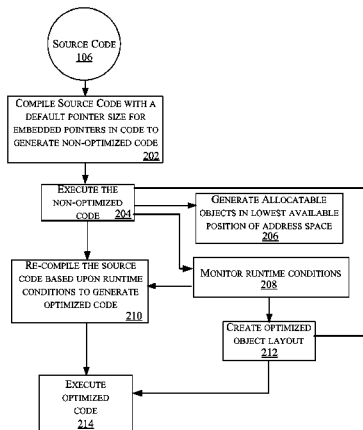 SOURCE CODE
106
COMPILE SOURCE CODE WITH A
DEFAULT POINTER SIZE FOR
EMBEDDED POINTERS IN CODE TO
GENERATE NON-OPTIMIZED CODE
202
EXECUTE THE
NON-OPTIMIZED
CODE 204
GENERATE ALLOCATABLE
OBJECTS IN LOWEST AVAILABLE
POSITION OF ADDRESS SPACE
206
RE-COMPILE THE SOURCE
CODE BASED UPON RUNTIME
CONDITIONS TO GENERATE
OPTIMIZED CODE
210
MONITOR RUNTIME CONDITIONS
208
CREATE OPTIMIZED
OBJECT LAYOUT
212
EXECUTE
OPTIMIZED
CODE
214